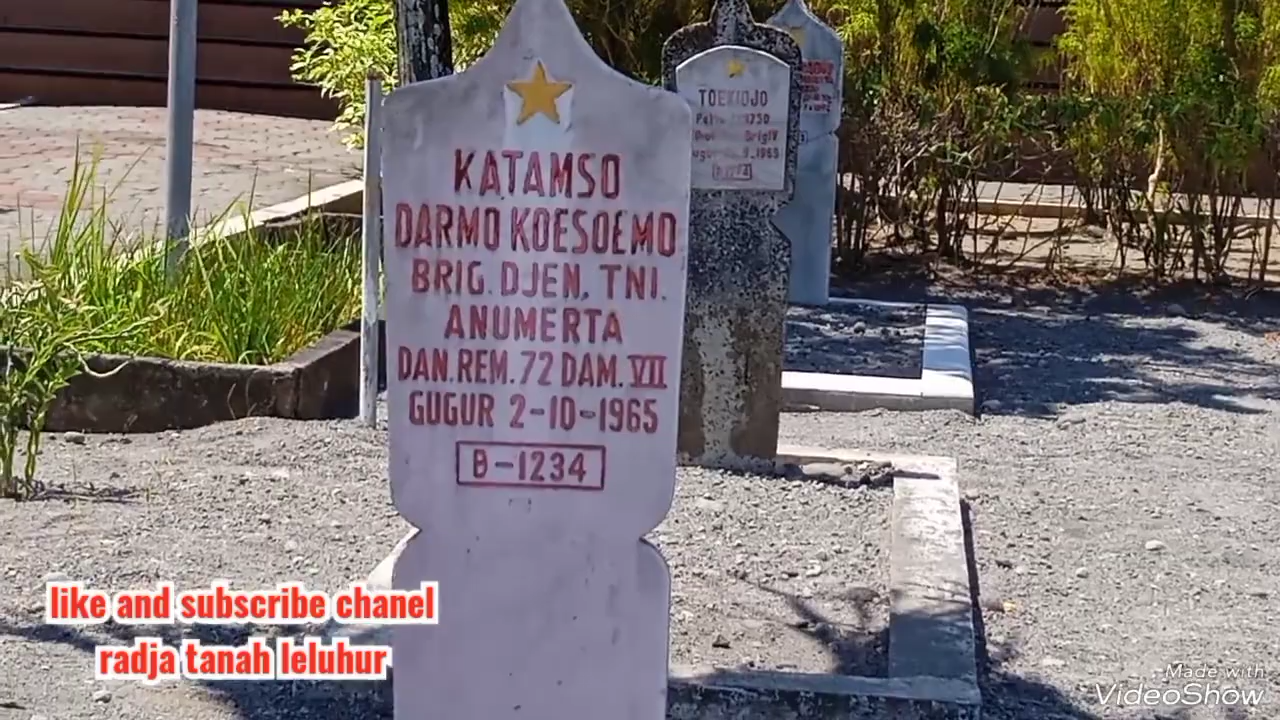 KATAMSO
DARMO KOESOEMO
BRIG. DJEN, TNI.
ANUMERTA
DAN.REM.72 DAM.VII
GUGUR 2-10-1965
B-1234
TOEKIDJO
like and subscribe chanel
radja tanah leluhur
Made with
VideoShow